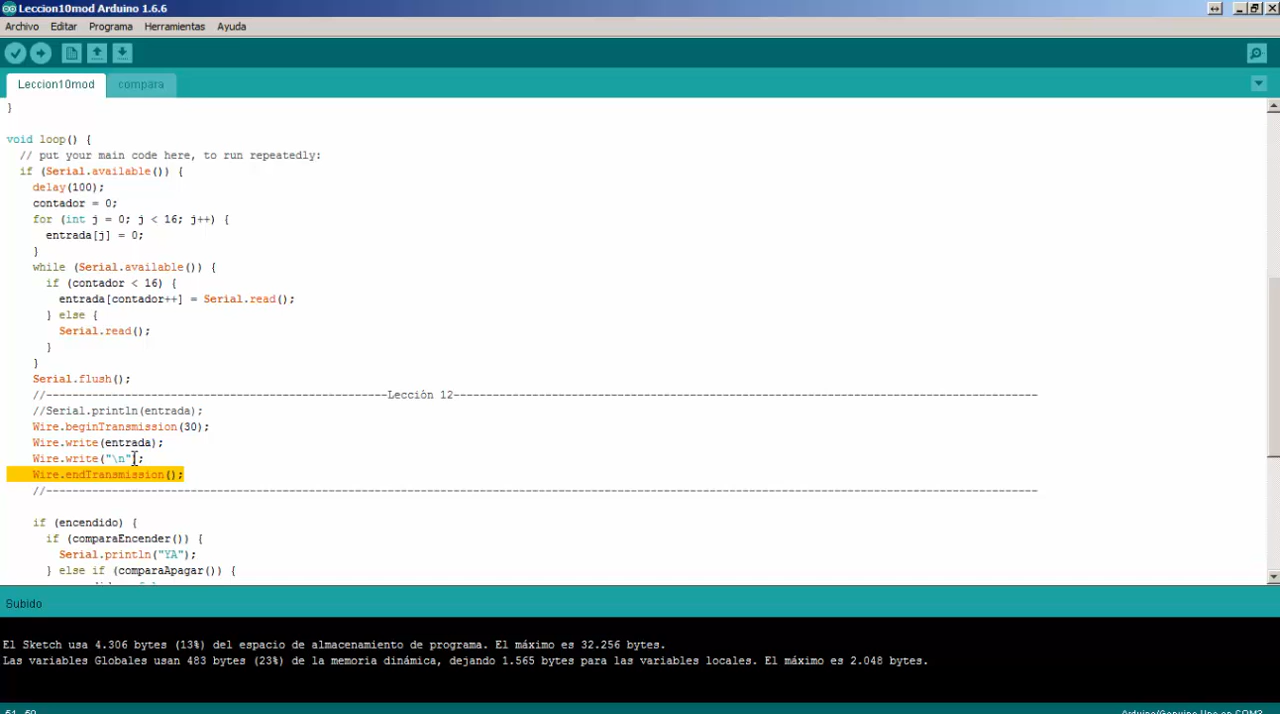 Leccion10mod Arduino 1.6.6
Archivo Editar Programa Herramientas Ayuda
Leccion10mod compara
}
void loop() {
// put your main code here, to run repeatedly:
if (Serial.available()) {
delay(100);
contador = 0;
for (int j = 0; j < 16; j++) {
entrada[j] = 0;
}
while (Serial.available()) {
if (contador < 16) {
entrada[contador++] = Serial.read();
} else {
Serial.read();
}
}
Serial.flush();
//----------------------------------------------------Lección 12-----------------------------------------------------------------------------------------
//Serial.println(entrada);
Wire.beginTransmission(30);
Wire.write(entrada);
Wire.write("\n");
Wire.endTransmission();
//-------------------------------------------------------------------------------------------------------------------------------------------------------
if (encendido) {
if (comparaEncender()) {
Serial.println("YA");
} else if (comparaApagar()) {
Subido
El Sketch usa 4.306 bytes (13%) del espacio de almacenamiento de programa. El máximo es 32.256 bytes.
Las variables Globales usan 483 bytes (23%) de la memoria dinámica, dejando 1.565 bytes para las variables locales. El máximo es 2.048 bytes.